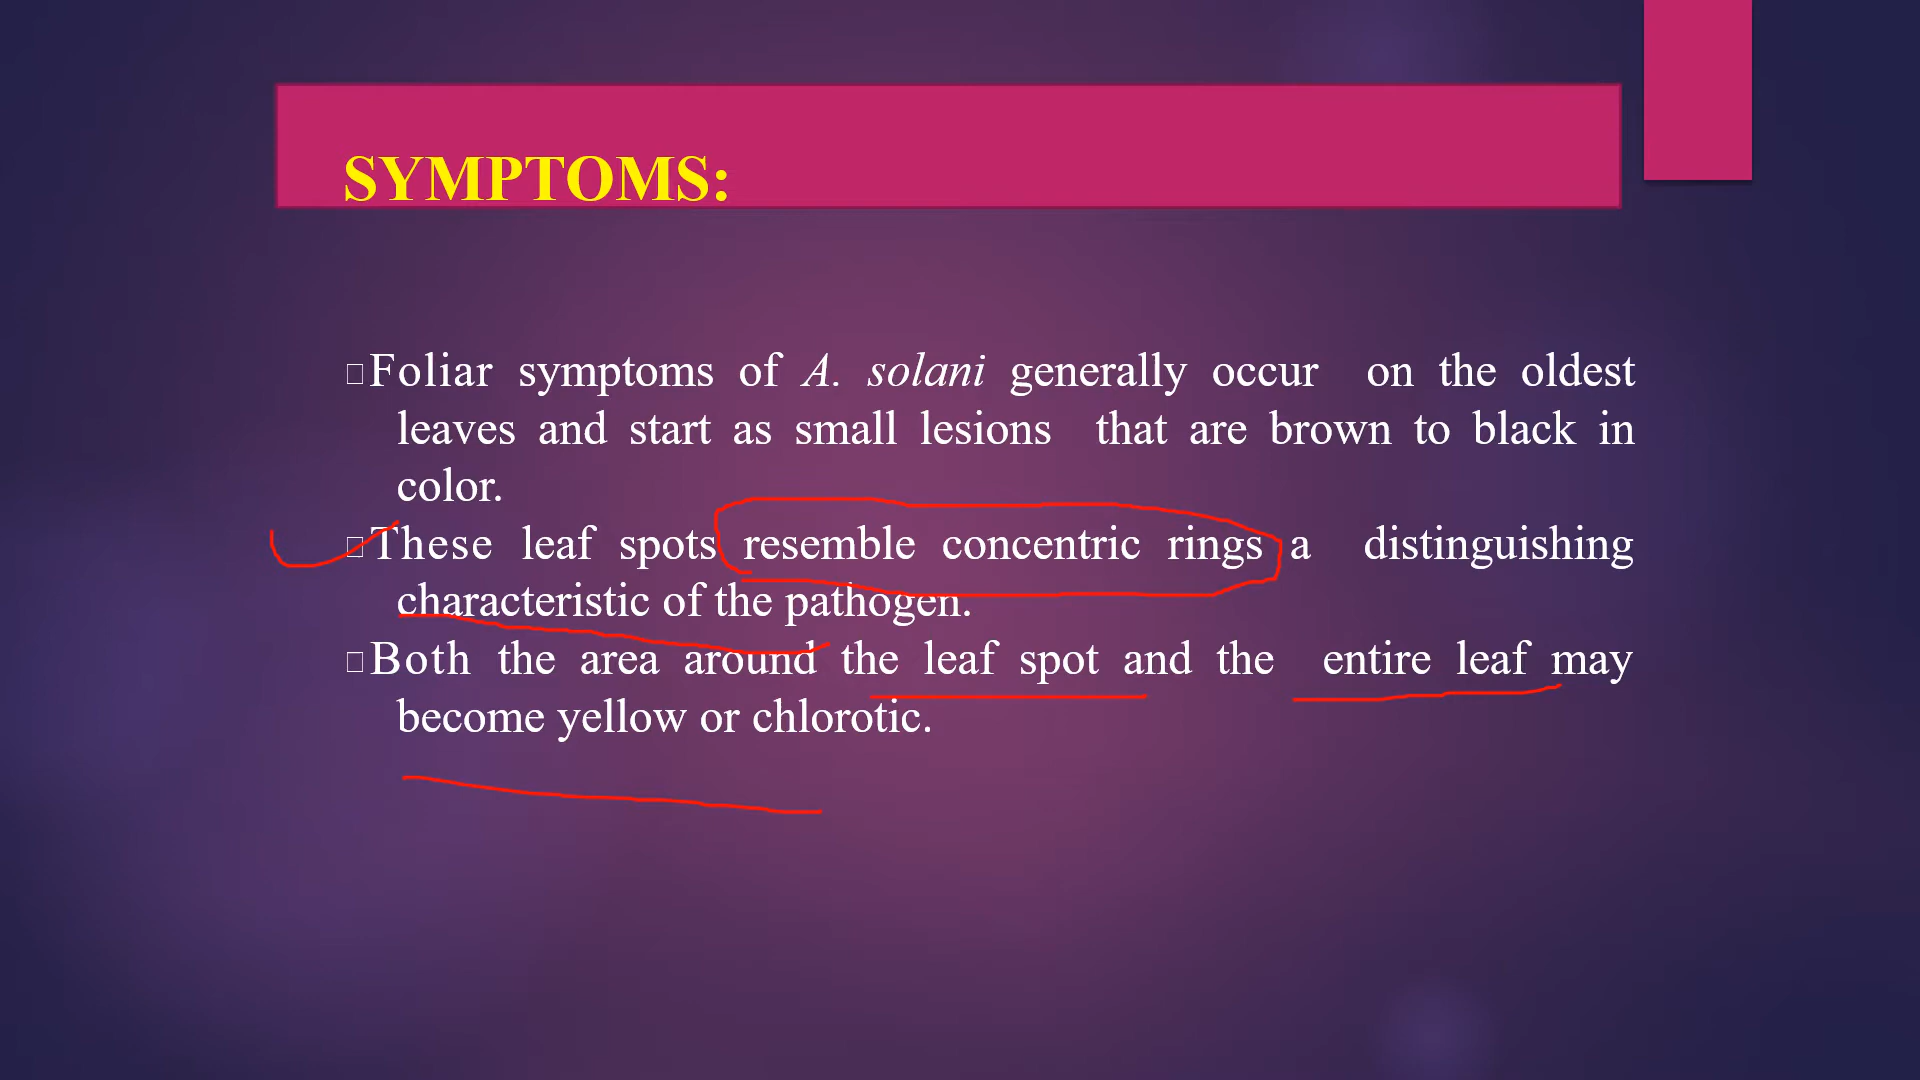 SYMPTOMS:
Foliar symptoms of A. solani generally occur on the oldest
leaves and start as small lesions that are brown to black in
color.
These leaf spots resemble concentric rings a distinguishing
characteristic of the pathogen.
Both the area around the leaf spot and the entire leaf may
become yellow or chlorotic.